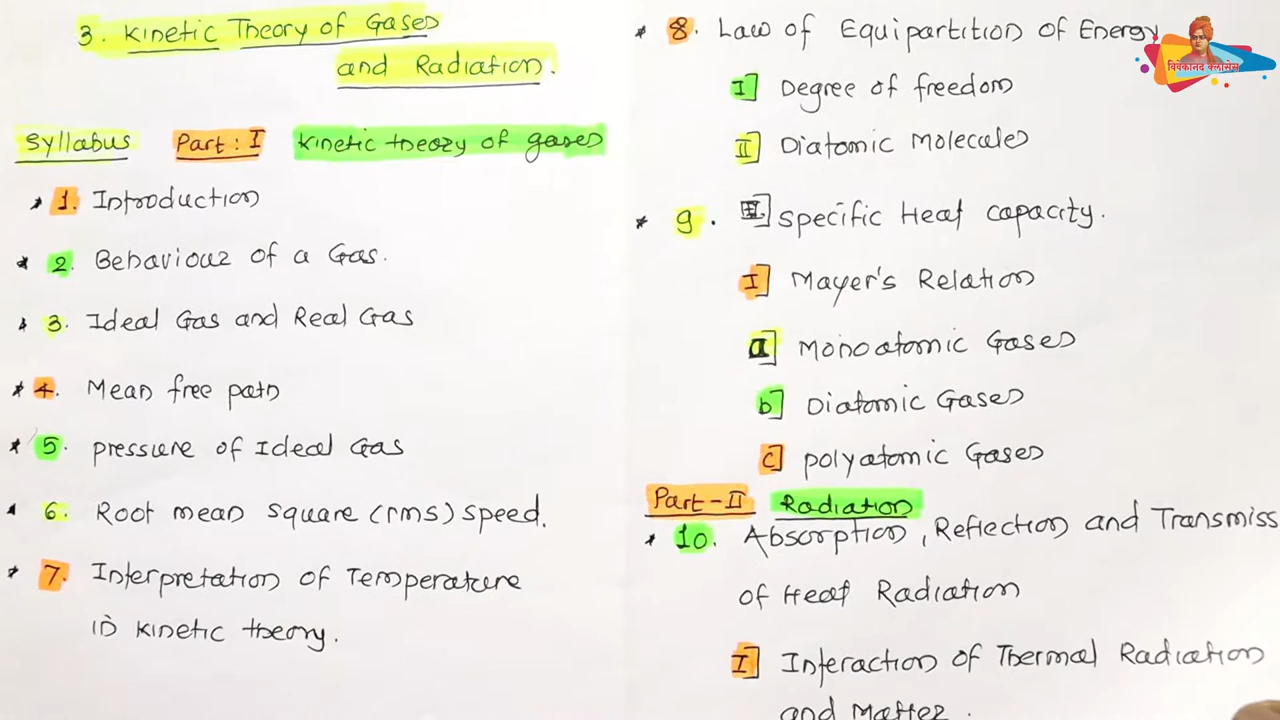 3. Kinetic Theory of Gases
and Radiation.
Syllabus Part : I Kinetic theory of gases
* 1. Introduction
* 2. Behaviour of a Gas.
* 3. Ideal Gas and Real Gas
* 4. Mean free path
* 5. pressure of Ideal Gas
* 6. Root mean square (rms) speed.
* 7. Interpretation of Temperature
in kinetic theory.
* 8. Law of Equipartition of Energy
विवेकानंद क्लासेस
I] Degree of freedom
II] Diatomic Molecules
* 9. specific Heat capacity.
I] Mayer's Relation
a] Monoatomic Gases
b] Diatomic Gases
c] polyatomic Gases
Part-II Radiation
* 10. Absorption, Reflection and Transmiss
of Heat Radiation
I] Interaction of Thermal Radiation
and Matter.